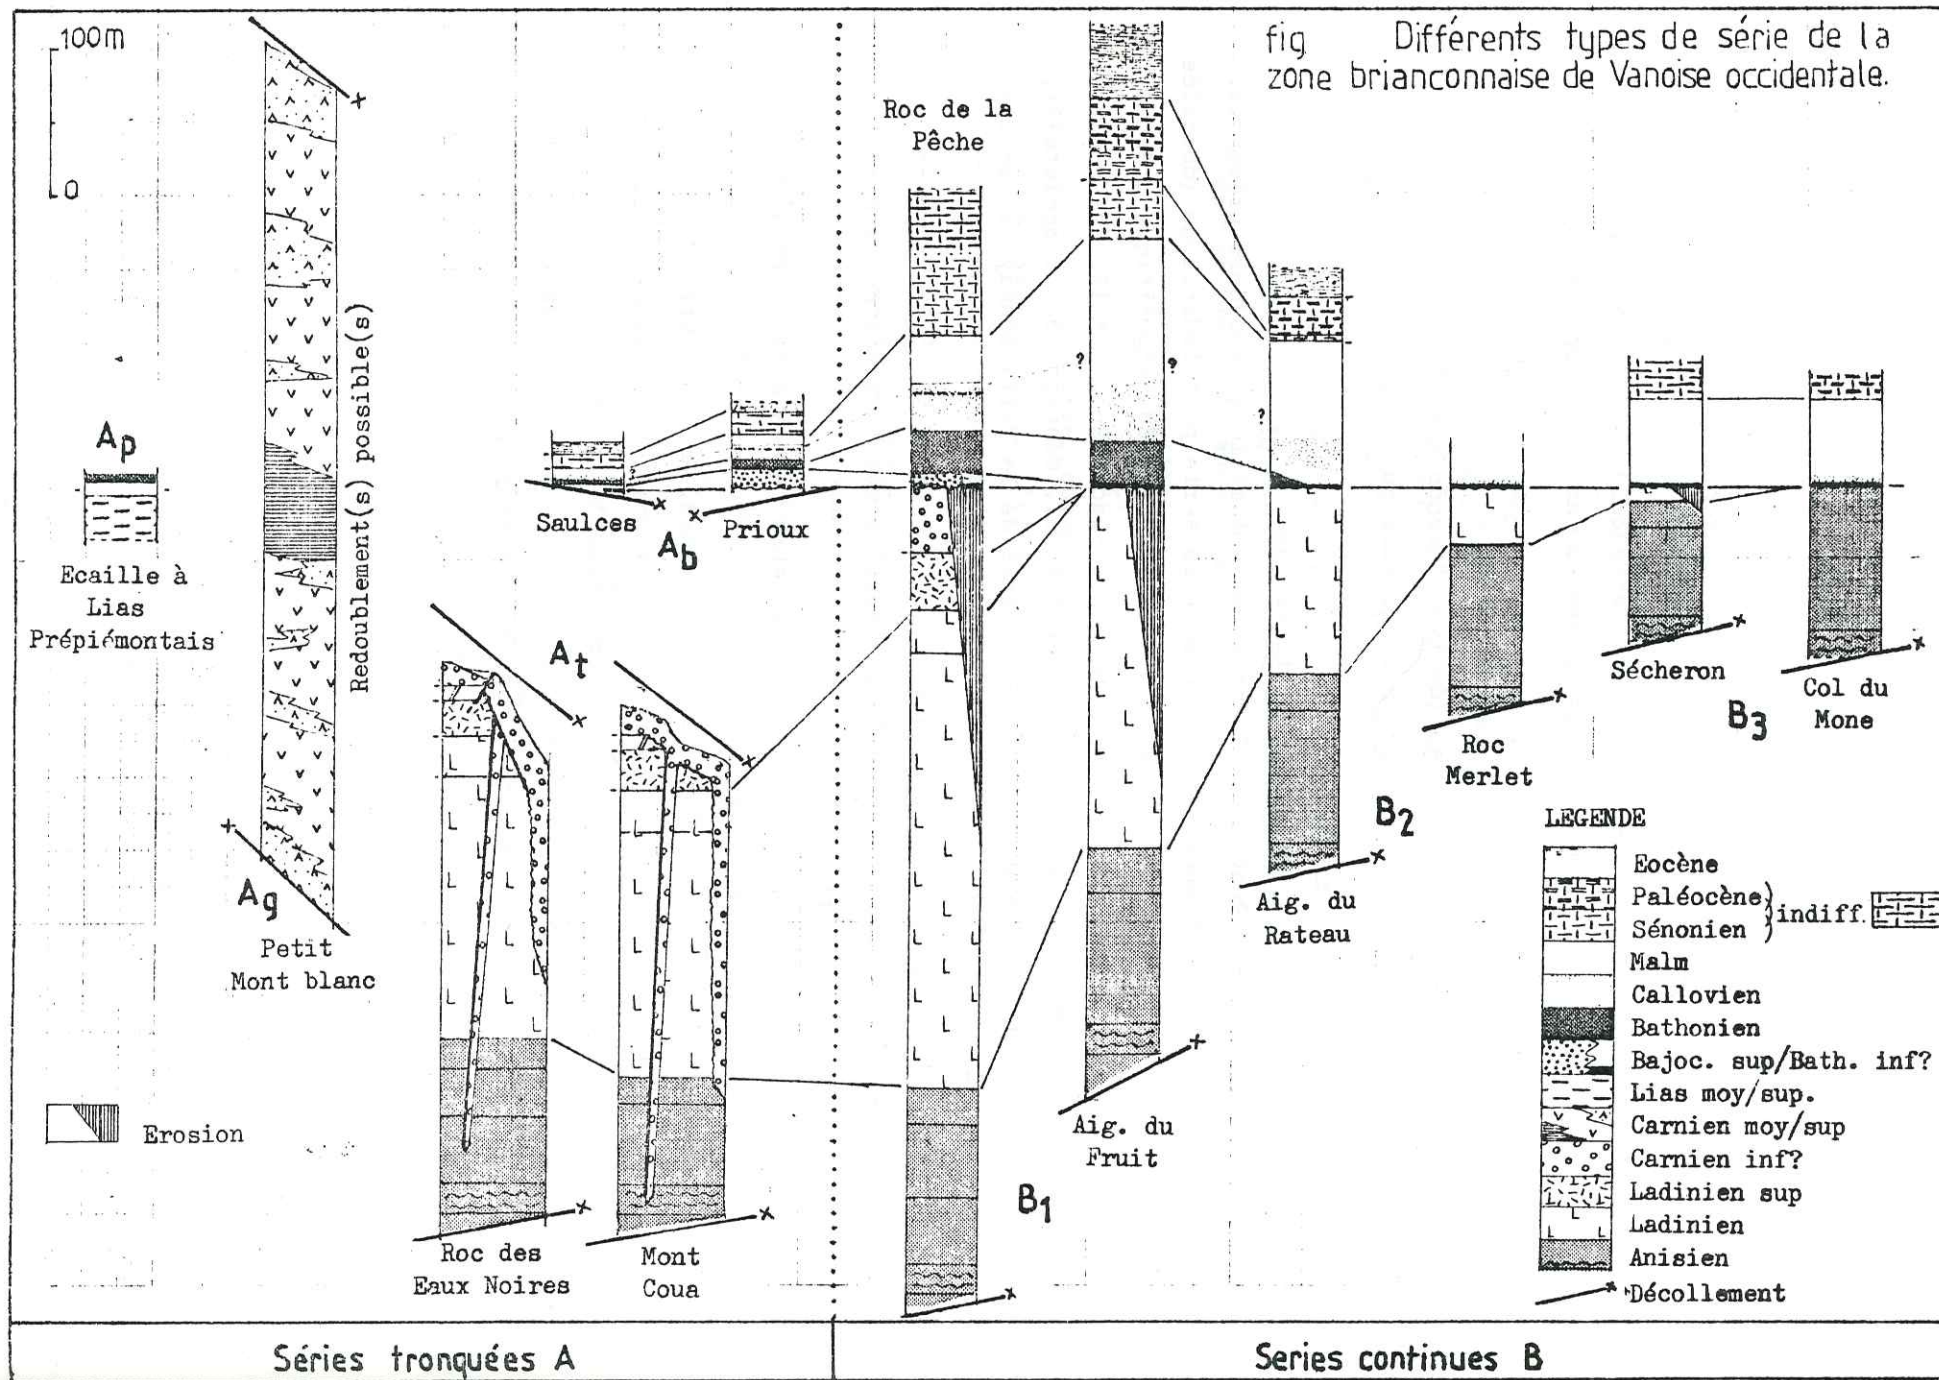 fig Différents types de série de la
zone brianconnaise de Vanoise occidentale.
100m
0
Ap
Ecaille à
Lias
Prépiémontais
Redoublement(s) possible(s)
Ag
Petit
Mont blanc
Saulces
Ab
Prioux
At
Roc des
Eaux Noires
Mont
Coua
Erosion
Roc de la
Pêche
B1
?
?
?
Aig. du
Fruit
Aig. du
Rateau
B2
Roc
Merlet
Sécheron
B3
Col du
Mone
LEGENDE
Eocène
Paléocène
Sénonien
indiff.
Malm
Callovien
Bathonien
Bajoc. sup/Bath. inf?
Lias moy/sup.
Carnien moy/sup
Carnien inf?
Ladinien sup
Ladinien
Anisien
Décollement
Séries tronquées A
Series continues B